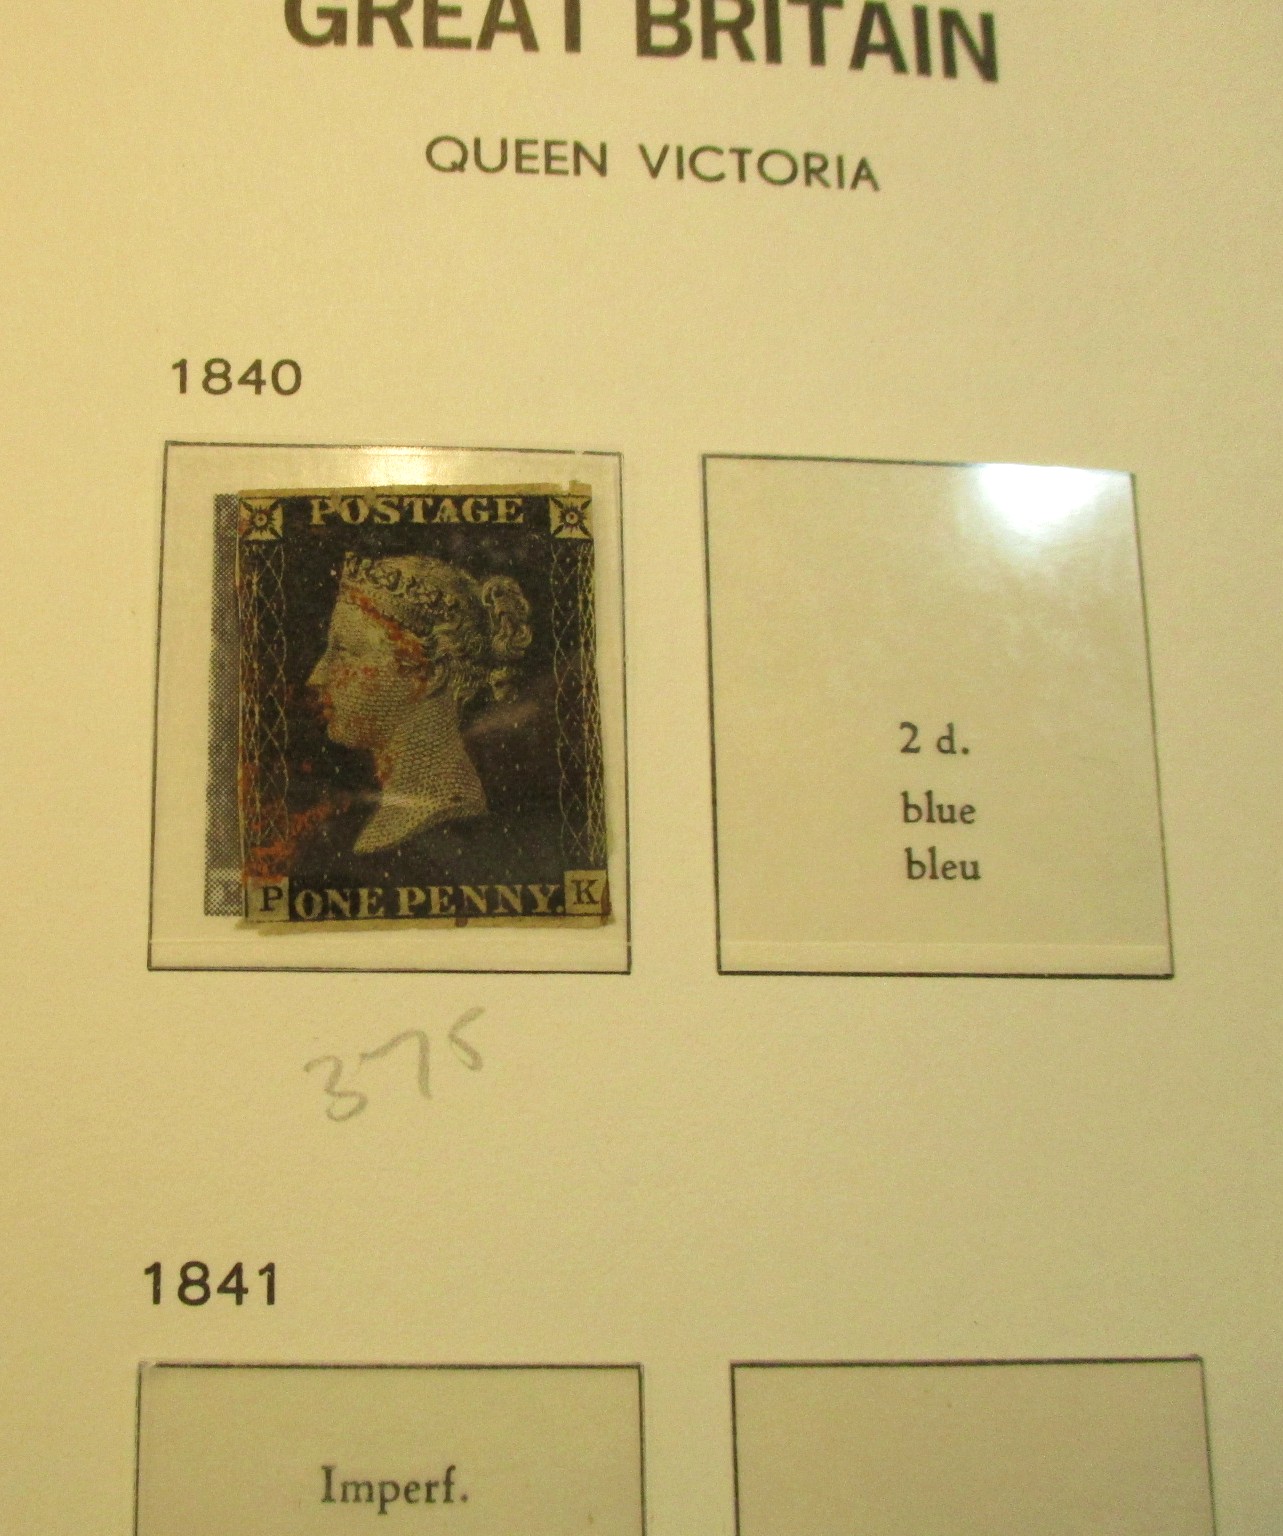 GREAT BRITAIN
QUEEN VICTORIA
1840
POSTAGE
P ONE PENNY. K
2 d.
blue
bleu
375
1841
Imperf.